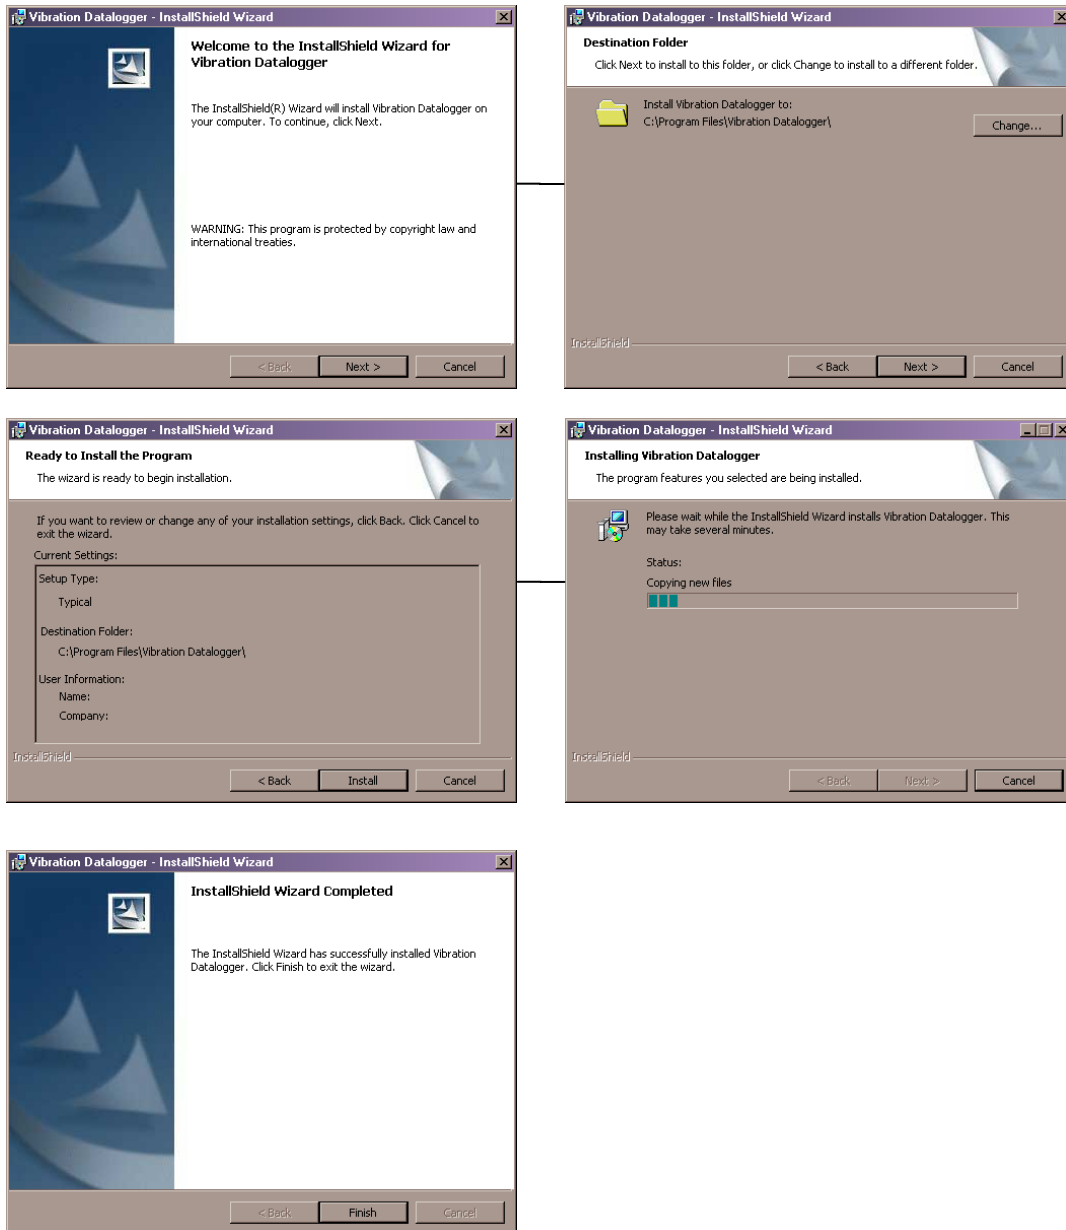 Vibration Datalogger - InstallShield Wizard
Welcome to the InstallShield Wizard for
Vibration Datalogger
The InstallShield(R) Wizard will install Vibration Datalogger on
your computer. To continue, click Next.
WARNING: This program is protected by copyright law and
international treaties.
< Back Next > Cancel
Vibration Datalogger - InstallShield Wizard
Destination Folder
Click Next to install to this folder, or click Change to install to a different folder.
Install Vibration Datalogger to:
C:\Program Files\Vibration Datalogger\
Change...
InstallShield
< Back Next > Cancel
Vibration Datalogger - InstallShield Wizard
Ready to Install the Program
The wizard is ready to begin installation.
If you want to review or change any of your installation settings, click Back. Click Cancel to
exit the wizard.
Current Settings:
Setup Type:
Typical
Destination Folder:
C:\Program Files\Vibration Datalogger\
User Information:
Name:
Company:
InstallShield
< Back Install Cancel
Vibration Datalogger - InstallShield Wizard
Installing Vibration Datalogger
The program features you selected are being installed.
Please wait while the InstallShield Wizard installs Vibration Datalogger. This
may take several minutes.
Status:
Copying new files
InstallShield
< Back Next > Cancel
Vibration Datalogger - InstallShield Wizard
InstallShield Wizard Completed
The InstallShield Wizard has successfully installed Vibration
Datalogger. Click Finish to exit the wizard.
< Back Finish Cancel